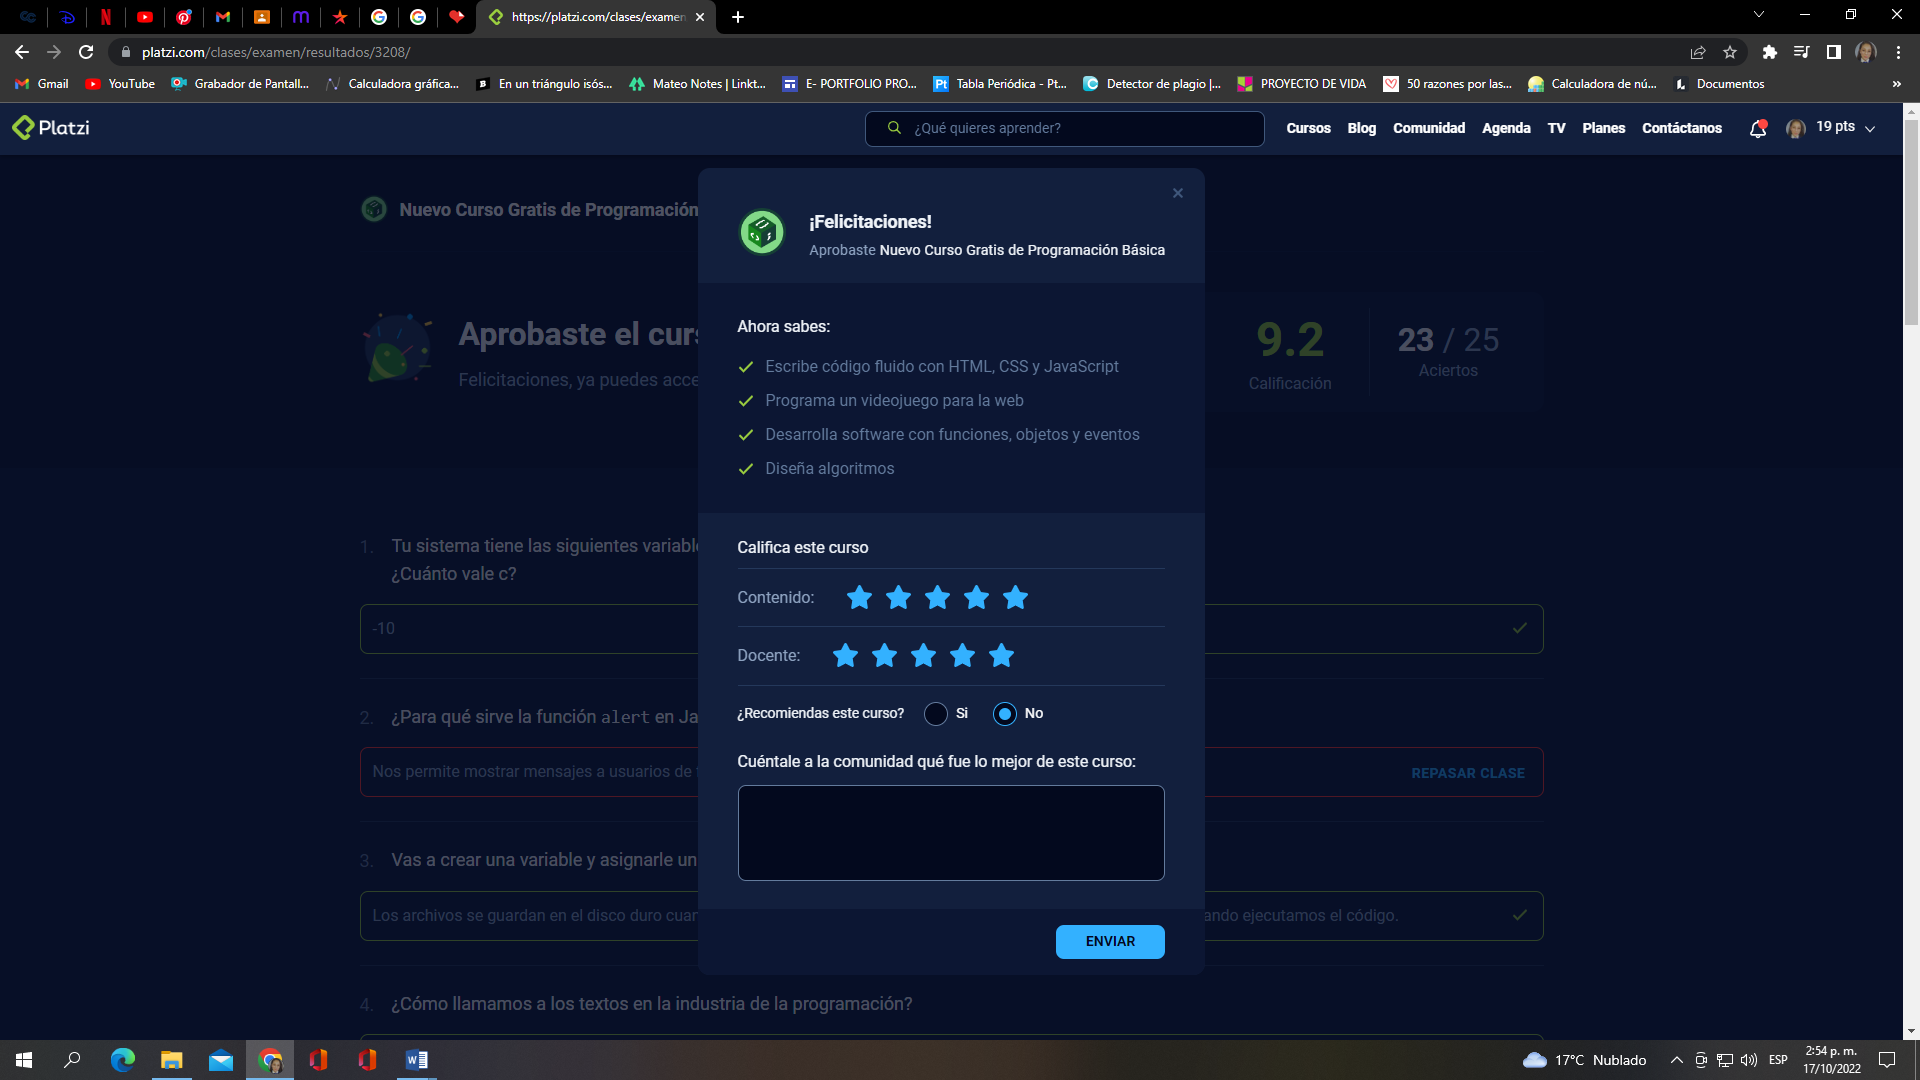 https://platzi.com/clases/examen
platzi.com/clases/examen/resultados/3208/
Gmail
YouTube
Grabador de Pantall...
Calculadora gráfica...
En un triángulo isós...
Mateo Notes | Linkt...
E- PORTFOLIO PRO...
Tabla Periódica - Pt...
Detector de plagio |...
PROYECTO DE VIDA
50 razones por las...
Calculadora de nú...
Documentos
»
Platzi
¿Qué quieres aprender?
Cursos
Blog
Comunidad
Agenda
TV
Planes
Contáctanos
19 pts
Nuevo Curso Gratis de Programación
¡Felicitaciones!
Aprobaste Nuevo Curso Gratis de Programación Básica
Aprobaste el curs
Felicitaciones, ya puedes acce
9.2
Calificación
23 / 25
Aciertos
Ahora sabes:
Escribe código fluido con HTML, CSS y JavaScript
Programa un videojuego para la web
Desarrolla software con funciones, objetos y eventos
Diseña algoritmos
1. Tu sistema tiene las siguientes variabl
¿Cuánto vale c?
-10
Califica este curso
Contenido:
Docente:
¿Recomiendas este curso?
Si
No
Cuéntale a la comunidad qué fue lo mejor de este curso:
ENVIAR
2. ¿Para qué sirve la función alert en Ja
Nos permite mostrar mensajes a usuarios de
REPASAR CLASE
3. Vas a crear una variable y asignarle un
Los archivos se guardan en el disco duro cuan
ando ejecutamos el código.
4. ¿Cómo llamamos a los textos en la industria de la programación?
17°C Nublado
ESP
2:54 p. m.
17/10/2022